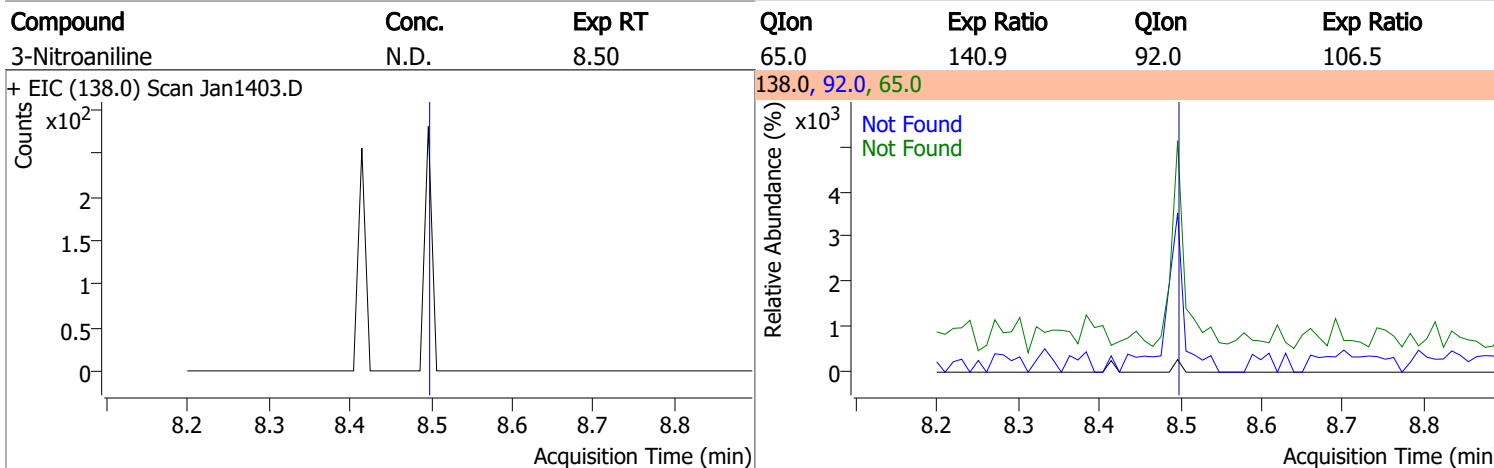 Compound Conc. Exp RT QIon Exp Ratio QIon Exp Ratio
3-Nitroaniline N.D. 8.50 65.0 140.9 92.0 106.5
+ EIC (138.0) Scan Jan1403.D
Counts
x10²
2
1.5
1
0.5
0
8.2 8.3 8.4 8.5 8.6 8.7 8.8
Acquisition Time (min)
138.0, 92.0, 65.0
Relative Abundance (%)
x10³
Not Found
Not Found
4
3
2
1
0
8.2 8.3 8.4 8.5 8.6 8.7 8.8
Acquisition Time (min